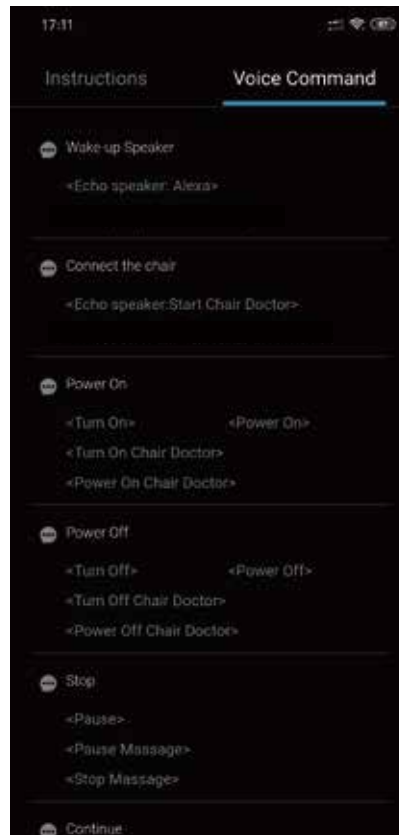 17:11
Instructions Voice Command
Wake-up Speaker
<Echo speaker: Alexa>
Connect the chair
<Echo speaker:Start Chair Doctor>
Power On
<Turn On> <Power On>
<Turn On Chair Doctor>
<Power On Chair Doctor>
Power Off
<Turn Off> <Power Off>
<Turn Off Chair Doctor>
<Power Off Chair Doctor>
Stop
<Pause>
<Pause Massage>
<Stop Massage>
Continue